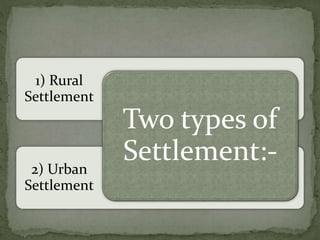 1) Rural
Settlement
Two types of
Settlement:-
2) Urban
Settlement